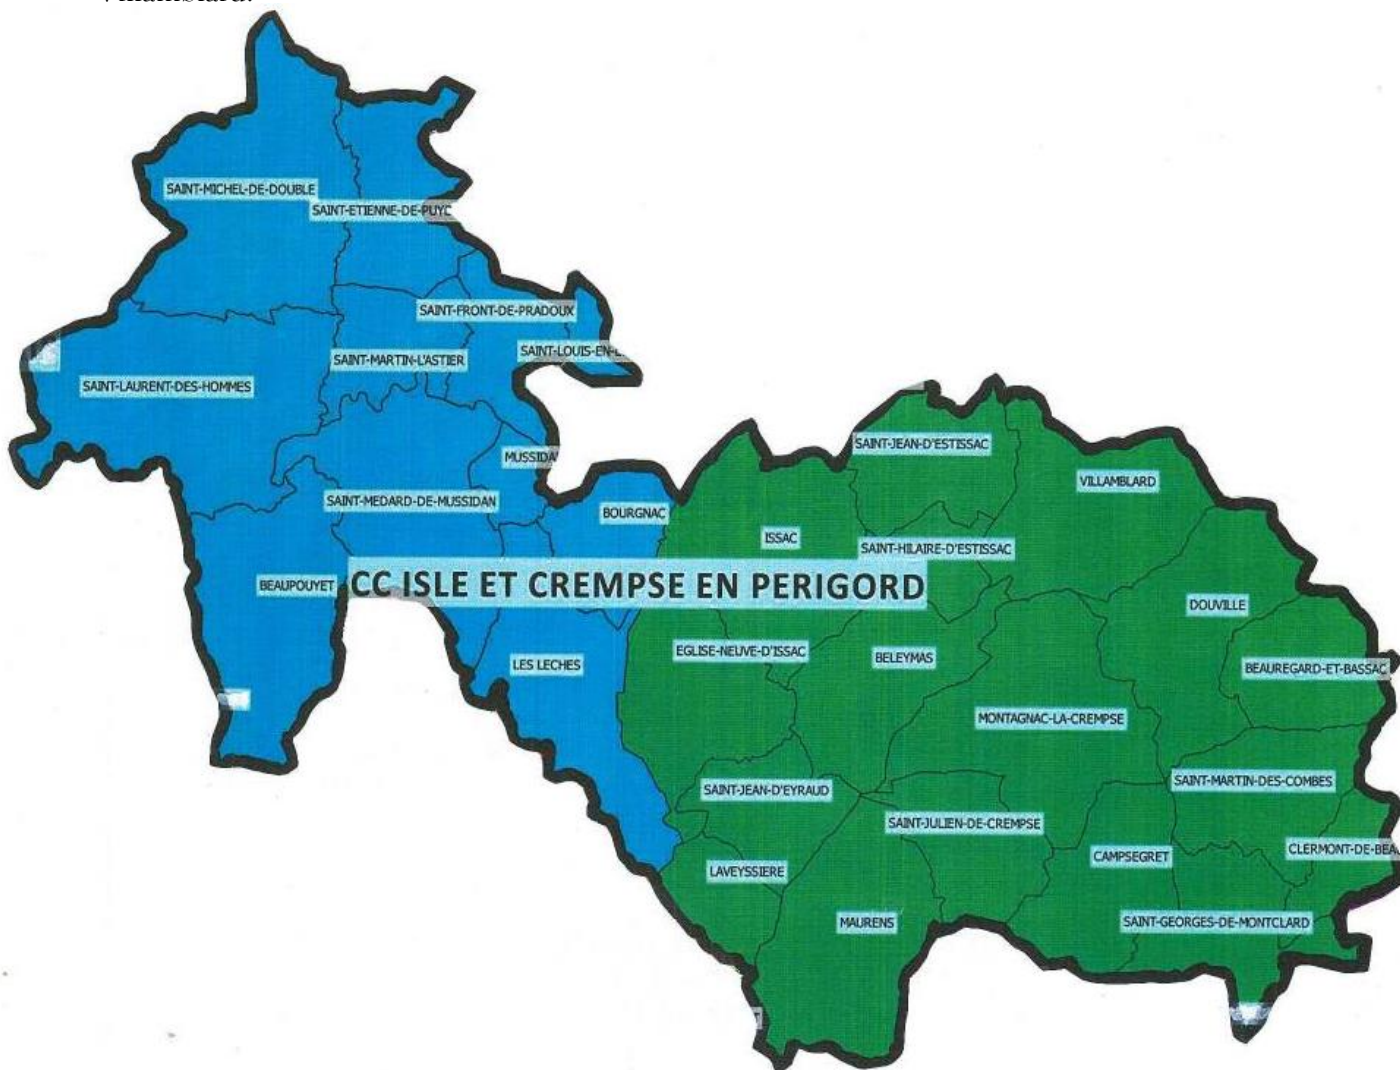 SAINT-MICHEL-DE-DOUBLE
SAINT-ETIENNE-DE-PUYC
SAINT-FRONT-DE-PRADOUX
SAINT-LOUIS-EN-L
SAINT-MARTIN-L'ASTIER
SAINT-LAURENT-DES-HOMMES
SAINT-JEAN-D'ESTISSAC
MUSSIDA
VILLAMBLARD
SAINT-MEDARD-DE-MUSSIDAN
BOURGNAC
ISSAC
SAINT-HILAIRE-D'ESTISSAC
BEAUPOUYET
CC ISLE ET CREMPSE EN PERIGORD
DOUVILLE
EGLISE-NEUVE-D'ISSAC
BELEYMAS
LES LECHES
BEAUREGARD-ET-BASSAC
MONTAGNAC-LA-CREMPSE
SAINT-MARTIN-DES-COMBES
SAINT-JEAN-D'EYRAUD
SAINT-JULIEN-DE-CREMPSE
CLERMONT-DE-BEAU
CAMPSEGRET
LAVEYSSIERE
MAURENS
SAINT-GEORGES-DE-MONTCLARD